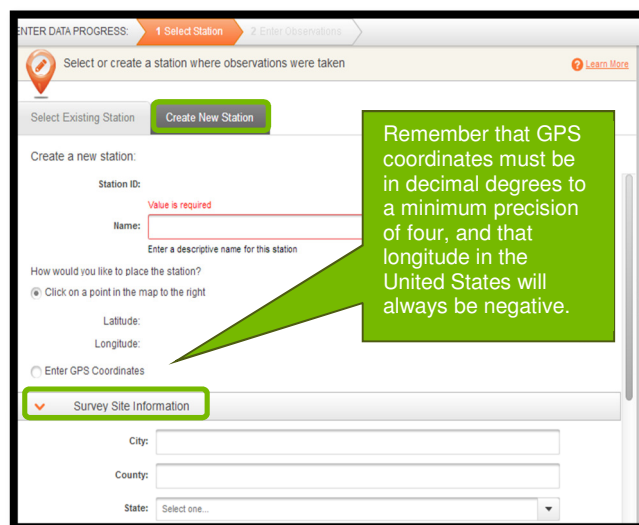 ENTER DATA PROGRESS: 1 Select Station 2 Enter Observations
Select or create a station where observations were taken
? Learn More
Select Existing Station Create New Station
Create a new station:
Station ID:
Value is required
Name:
Enter a descriptive name for this station
How would you like to place the station?
Click on a point in the map to the right
Latitude:
Longitude:
Enter GPS Coordinates
Remember that GPS
coordinates must be
in decimal degrees to
a minimum precision
of four, and that
longitude in the
United States will
always be negative.
Survey Site Information
City:
County:
State: Select one...